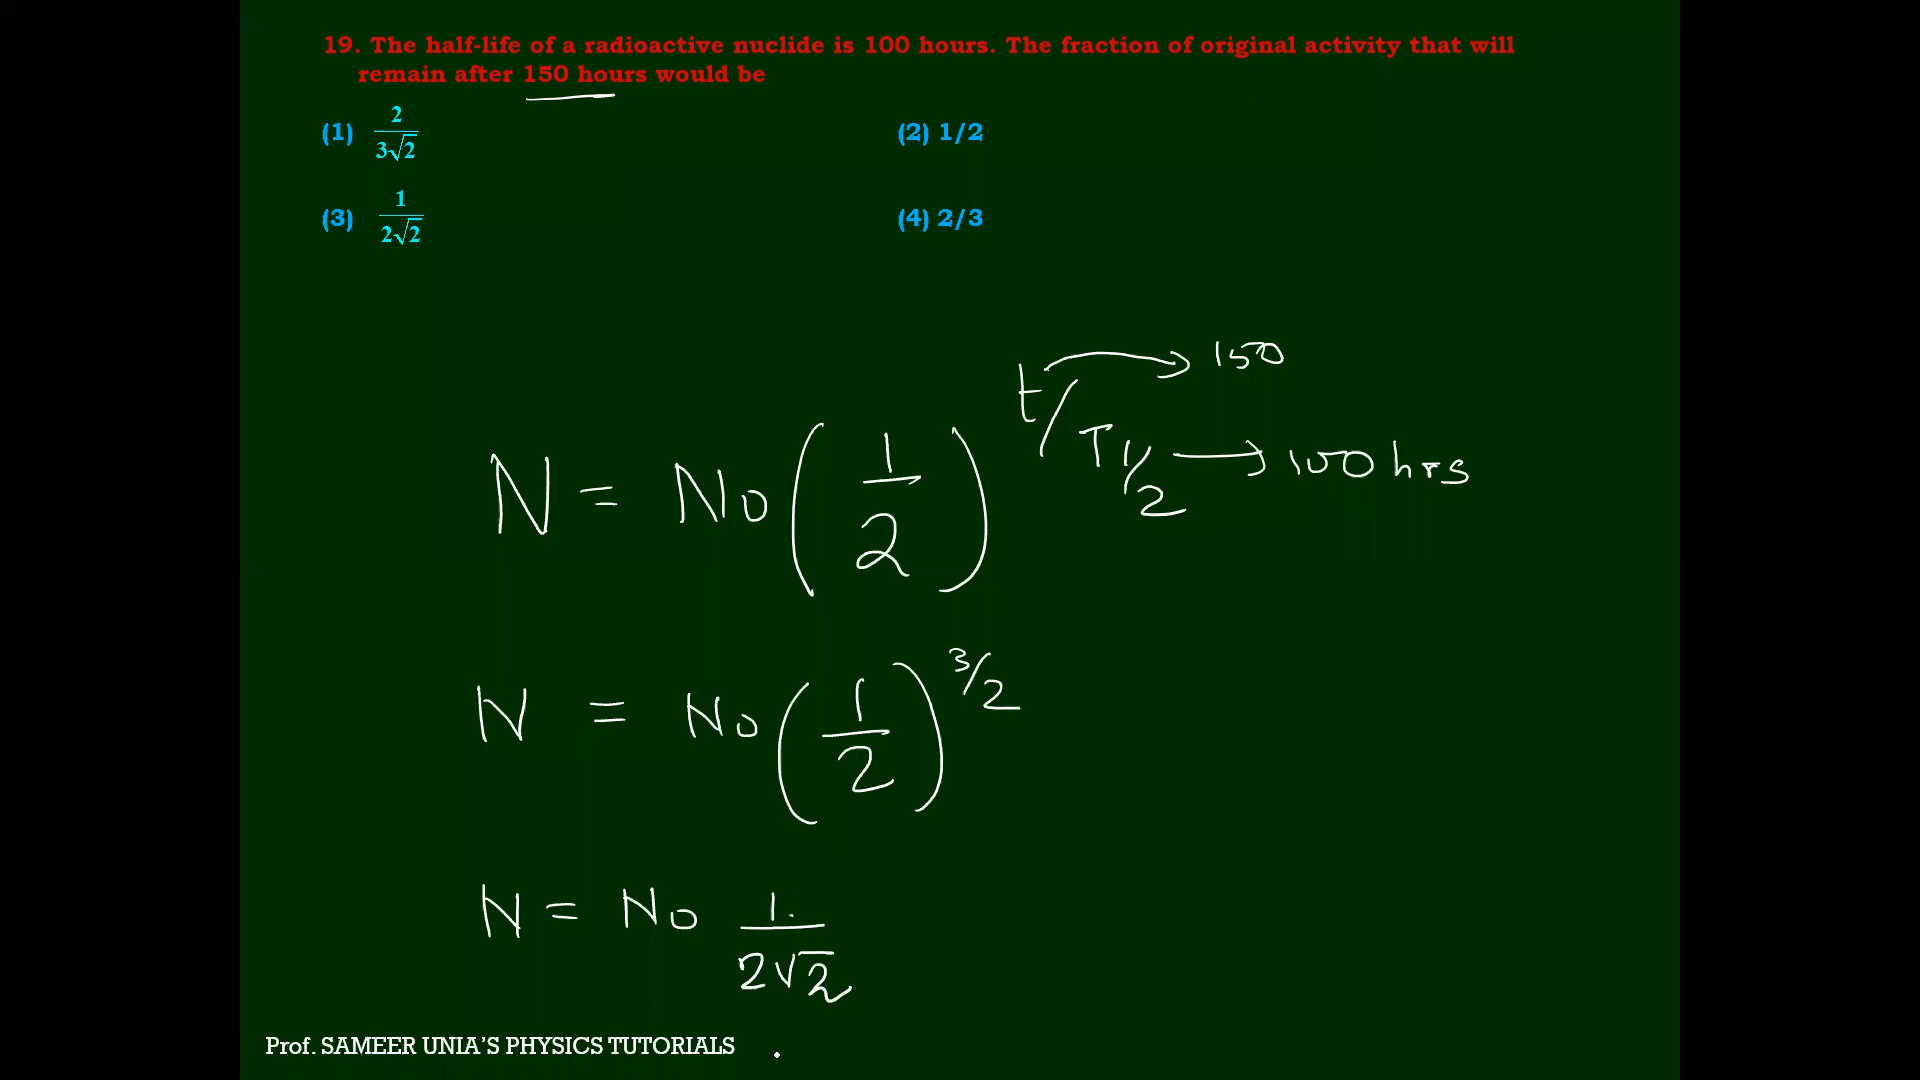 19. The half-life of a radioactive nuclide is 100 hours. The fraction of original activity that will
remain after 150 hours would be
(1) 2/(3√2) (2) 1/2
(3) 1/(2√2) (4) 2/3
N = No (1/2)^(t/T1/2) t → 150 T1/2 → 100 hrs
N = No (1/2)^(3/2)
N = No 1/(2√2)
Prof. SAMEER UNIA'S PHYSICS TUTORIALS